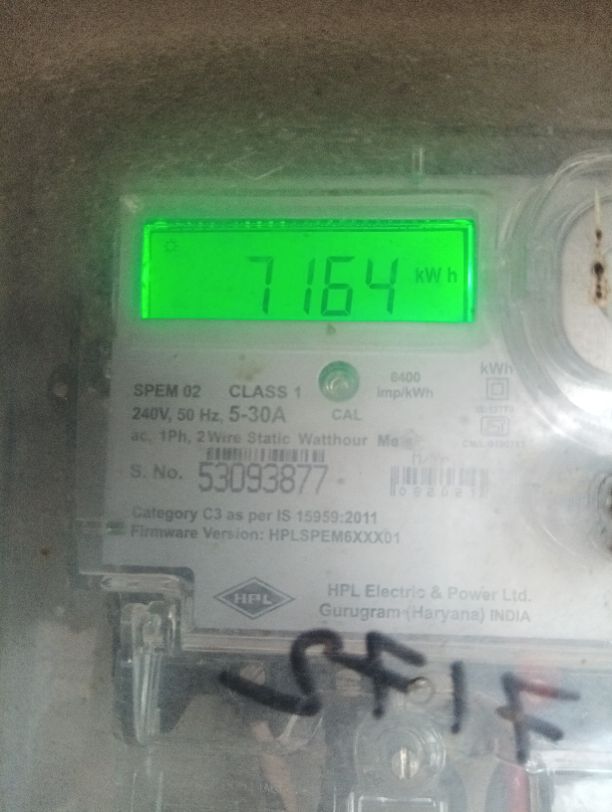 7164 kWh
SPEM 02 CLASS 1
6400 imp/kWh
kWh
240V, 50 Hz, 5-30A
CAL
ac, 1Ph, 2 Wire Static Watthour
S. No. 53093877
Category C3 as per IS 15959:2011
Firmware Version: HPLSPEM6XXX01
HPL
HPL Electric & Power Ltd.
Gurugram (Haryana) INDIA